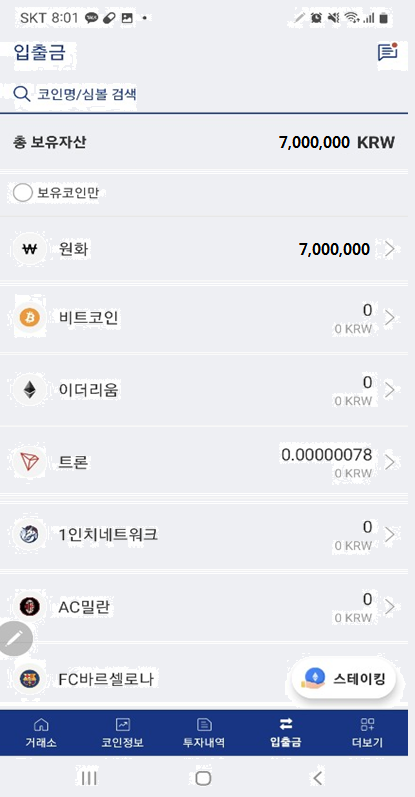 SKT 8:01
입출금
코인명/심볼 검색
총 보유자산 7,000,000 KRW
보유코인만
원화 7,000,000
비트코인 0
0 KRW
이더리움 0
0 KRW
트론 0.00000078
0 KRW
1인치네트워크 0
0 KRW
AC밀란 0
0 KRW
FC바르셀로나
스테이킹
거래소 코인정보 투자내역 입출금 더보기